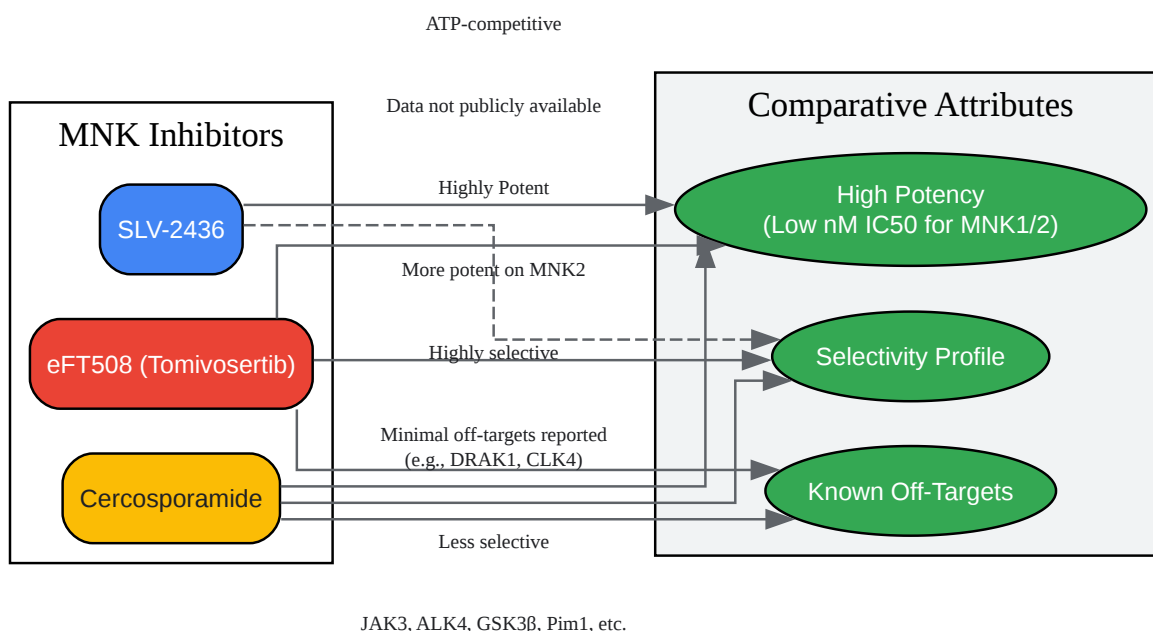 ATP-competitive
Data not publicly available
MNK Inhibitors
Comparative Attributes
SLV-2436
Highly Potent
High Potency
(Low nM IC50 for MNK1/2)
More potent on MNK2
eFT508 (Tomivosertib)
Highly selective
Selectivity Profile
Minimal off-targets reported
(e.g., DRAK1, CLK4)
Cercosporamide
Known Off-Targets
Less selective
JAK3, ALK4, GSK3β, Pim1, etc.